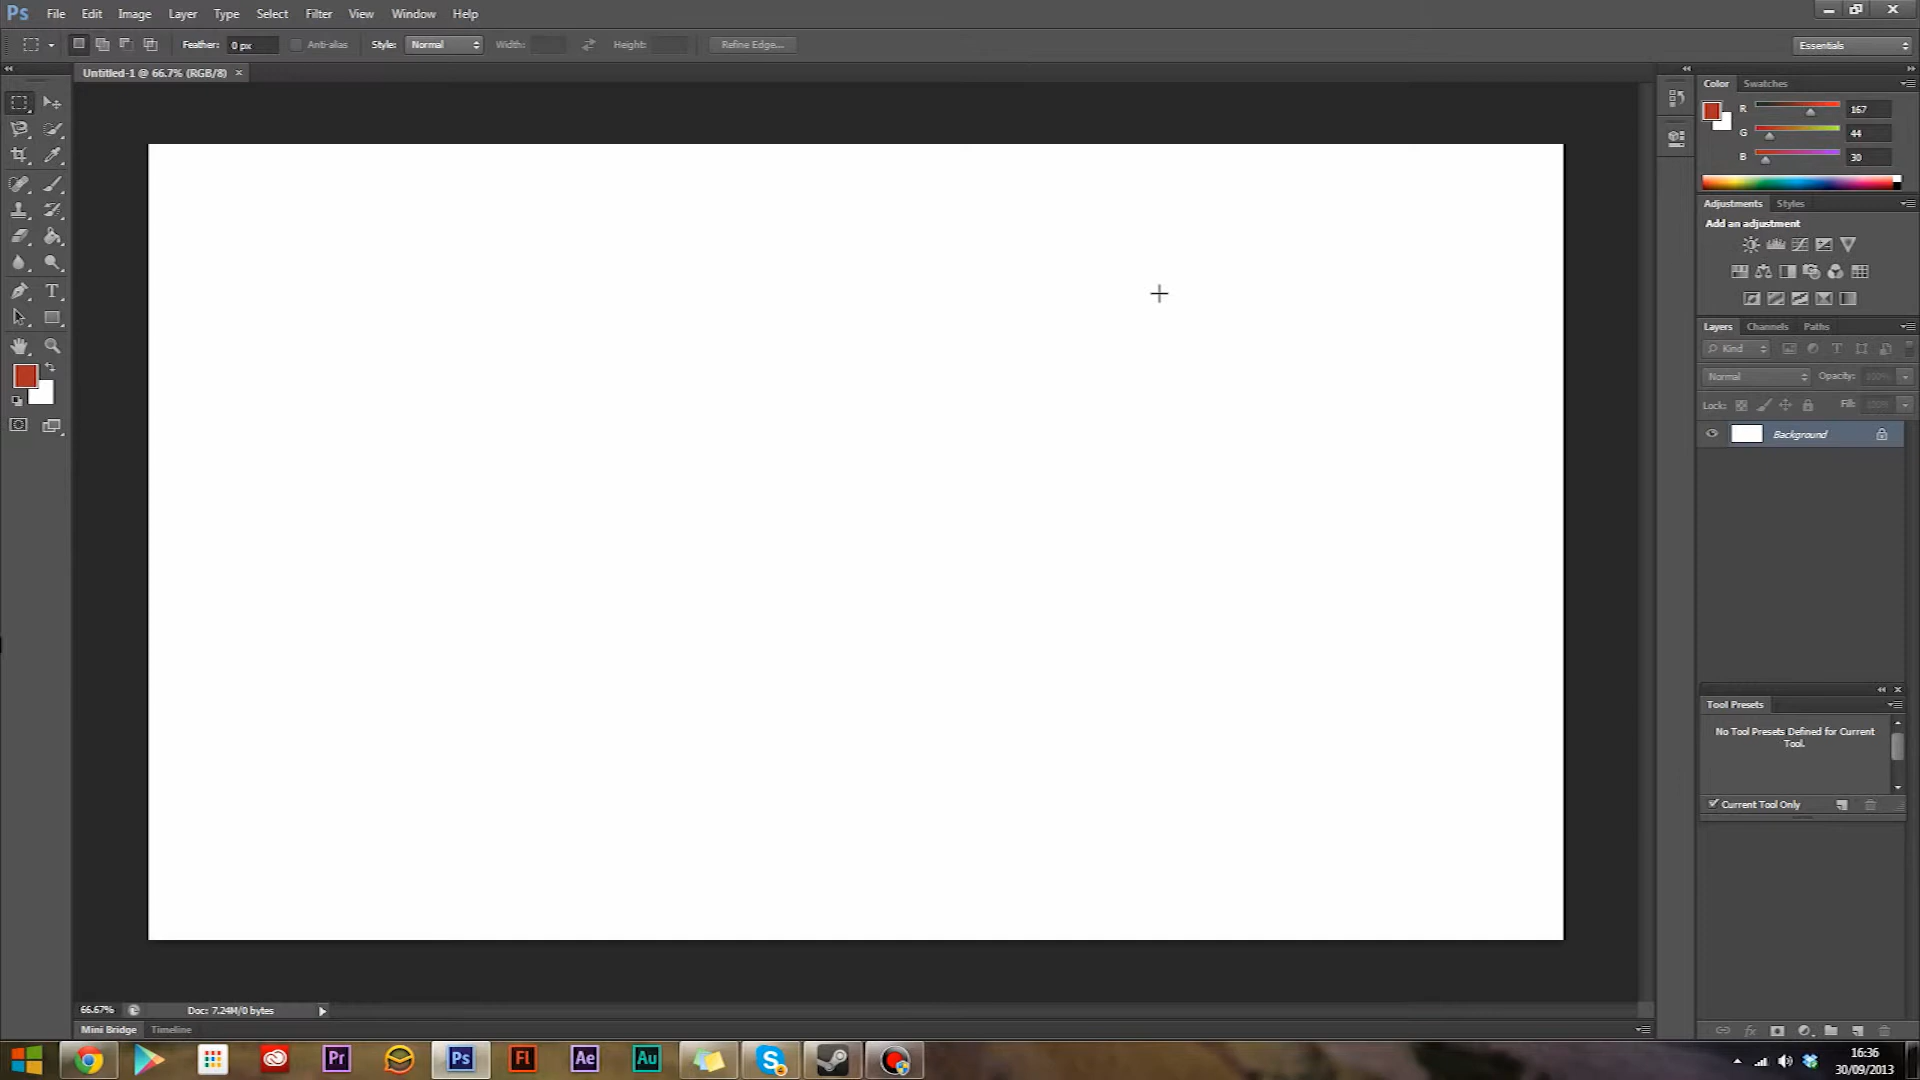 Ps File Edit Image Layer Type Select Filter View Window Help
Feather: 0 px Anti-alias Style: Normal Width: Height: Refine Edge... Essentials
Untitled-1 @ 66.7% (RGB/8) ×
Color Swatches
R 167
G 44
B 30
Adjustments Styles
Add an adjustment
Layers Channels Paths
Kind
Normal Opacity: 100%
Lock: Fill: 100%
Background
Tool Presets
No Tool Presets Defined for Current
Tool.
Current Tool Only
66.67% Doc: 7.24M/0 bytes
Mini Bridge Timeline
Pr Ps Fl Ae Au
16:36
30/09/2013